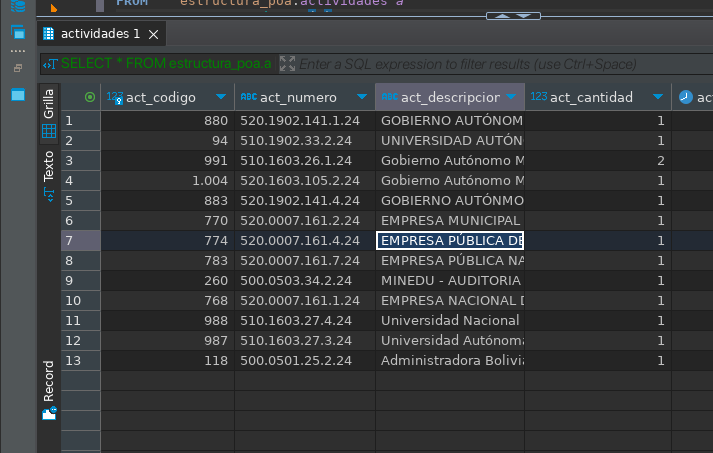 FROM estructura_poa.actividades a
actividades 1
SELECT * FROM estructura_poa.a Enter a SQL expression to filter results (use Ctrl+Space)
Grilla
Texto
Record
123 act_codigo ABC act_numero ABC act_descripcion 123 act_cantidad ac
1 880 520.1902.141.1.24 GOBIERNO AUTÓNOM 1
2 94 510.1902.33.2.24 UNIVERSIDAD AUTÓN 1
3 991 510.1603.26.1.24 Gobierno Autónomo M 2
4 1.004 520.1603.105.2.24 Gobierno Autónomo M 1
5 883 520.1902.141.4.24 GOBIERNO AUTÓNMO 1
6 770 520.0007.161.2.24 EMPRESA MUNICIPAL 1
7 774 520.0007.161.4.24 EMPRESA PÚBLICA DE 1
8 783 520.0007.161.7.24 EMPRESA PÚBLICA NA 1
9 260 500.0503.34.2.24 MINEDU - AUDITORIA 1
10 768 520.0007.161.1.24 EMPRESA NACIONAL D 1
11 988 510.1603.27.4.24 Universidad Nacional 1
12 987 510.1603.27.3.24 Universidad Autónoma 1
13 118 500.0501.25.2.24 Administradora Bolivia 1